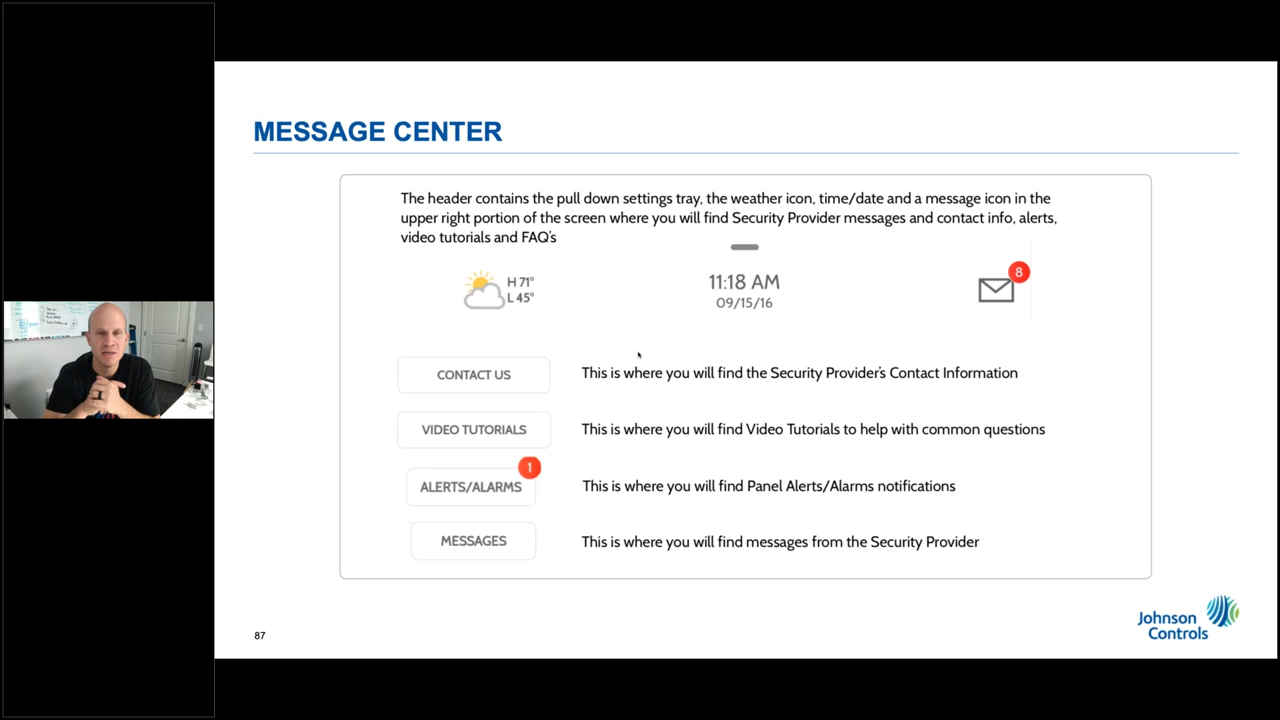 MESSAGE CENTER
The header contains the pull down settings tray, the weather icon, time/date and a message icon in the
upper right portion of the screen where you will find Security Provider messages and contact info, alerts,
video tutorials and FAQ's
H 71°
L 45°
11:18 AM
09/15/16
8
CONTACT US
This is where you will find the Security Provider's Contact Information
VIDEO TUTORIALS
This is where you will find Video Tutorials to help with common questions
1
ALERTS/ALARMS
This is where you will find Panel Alerts/Alarms notifications
MESSAGES
This is where you will find messages from the Security Provider
Johnson
Controls
87